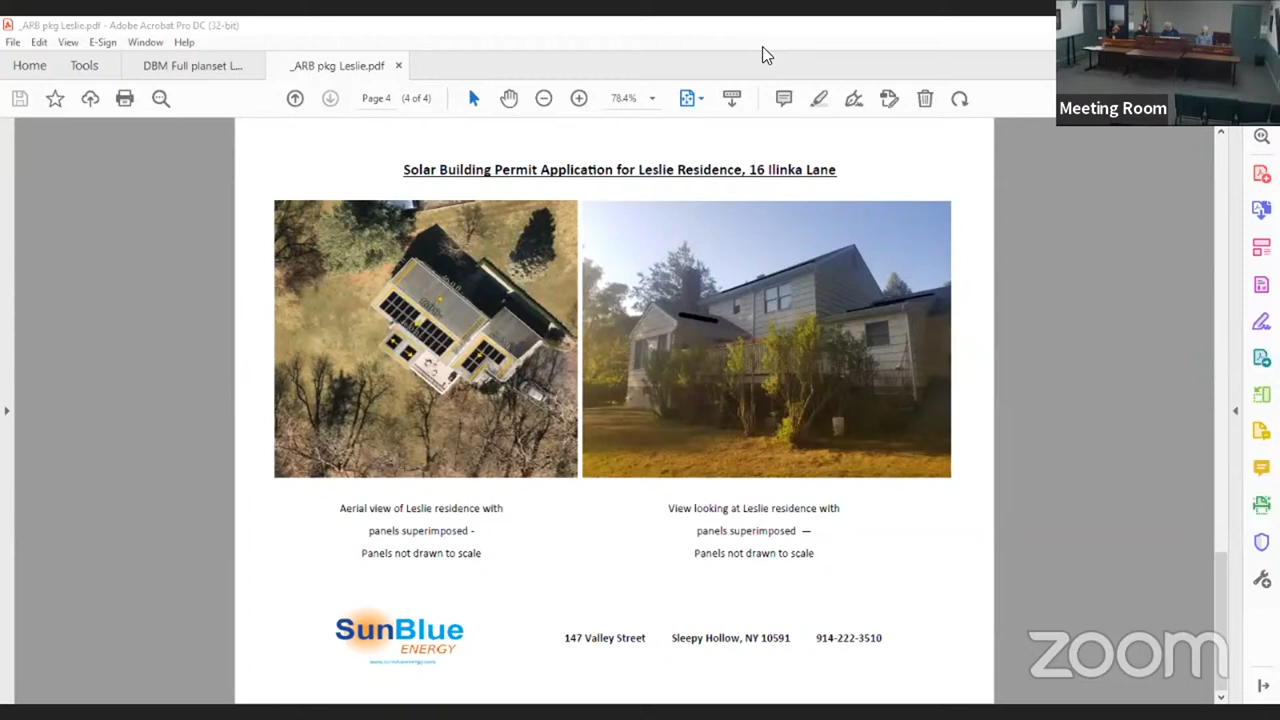 _ARB pkg Leslie.pdf - Adobe Acrobat Pro DC (32-bit)
File Edit View E-Sign Window Help
Home Tools DBM Full planset L... _ARB pkg Leslie.pdf ×
Page 4 (4 of 4) 78.4%
Meeting Room
Solar Building Permit Application for Leslie Residence, 16 Ilinka Lane
Aerial view of Leslie residence with
panels superimposed -
Panels not drawn to scale
View looking at Leslie residence with
panels superimposed —
Panels not drawn to scale
SunBlue
ENERGY
www.sunblueenergy.com
147 Valley Street Sleepy Hollow, NY 10591 914-222-3510
zoom